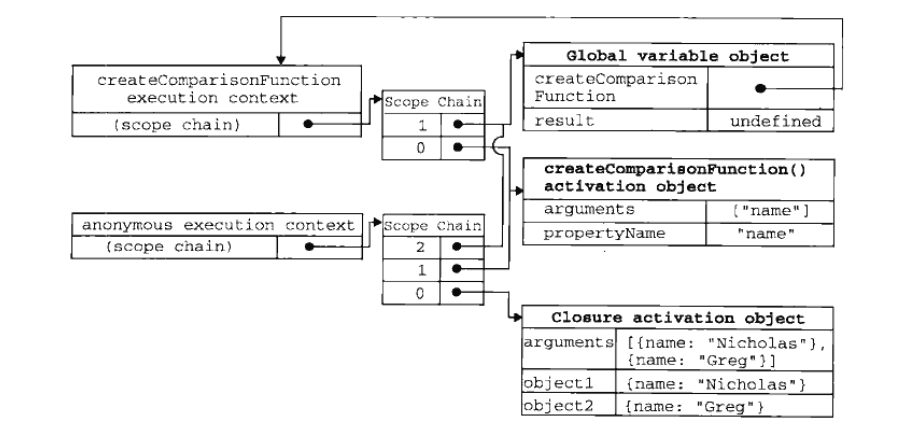 createComparisonFunction
execution context
(scope chain)
Scope Chain
1
0
Global variable object
createComparison
Function
result undefined
createComparisonFunction()
activation object
arguments ["name"]
propertyName "name"
anonymous execution context
(scope chain)
Scope Chain
2
1
0
Closure activation object
arguments [{name: "Nicholas"},
{name: "Greg"}]
object1 {name: "Nicholas"}
object2 {name: "Greg"}